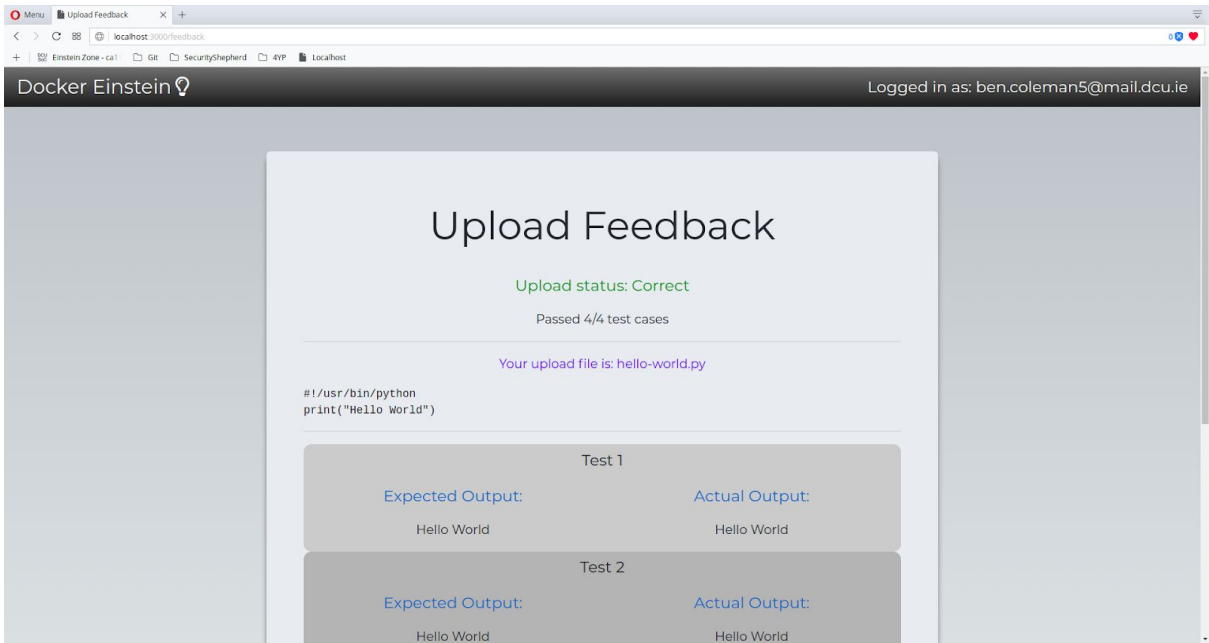 Menu Upload Feedback
localhost:3000/feedback 0
Einstein Zone - ca1 Git SecurityShepherd 4YP Localhost
Docker Einstein Logged in as: ben.coleman5@mail.dcu.ie
Upload Feedback
Upload status: Correct
Passed 4/4 test cases
Your upload file is: hello-world.py
#!/usr/bin/python
print("Hello World")
Test 1
Expected Output: Actual Output:
Hello World Hello World
Test 2
Expected Output: Actual Output:
Hello World Hello World